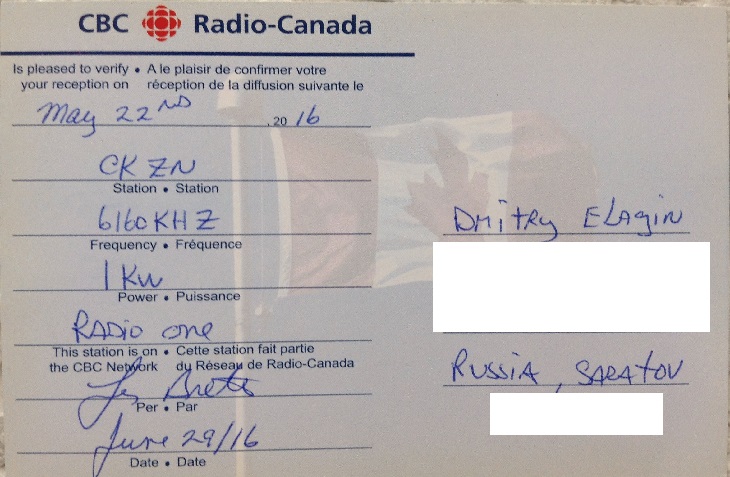 CBC Radio-Canada
Is pleased to verify • A le plaisir de confirmer votre
your reception on réception de la diffusion suivante le
May 22ND , 20 16
CKZN
Station • Station
6160 KHZ
Frequency • Fréquence
1 KW
Power • Puissance
RADIO ONE
This station is on • Cette station fait partie
the CBC Network du Réseau de Radio-Canada
Per • Par
June 29/16
Date • Date
DMiTRy ELAGiN
RUSSiA, SARATOV